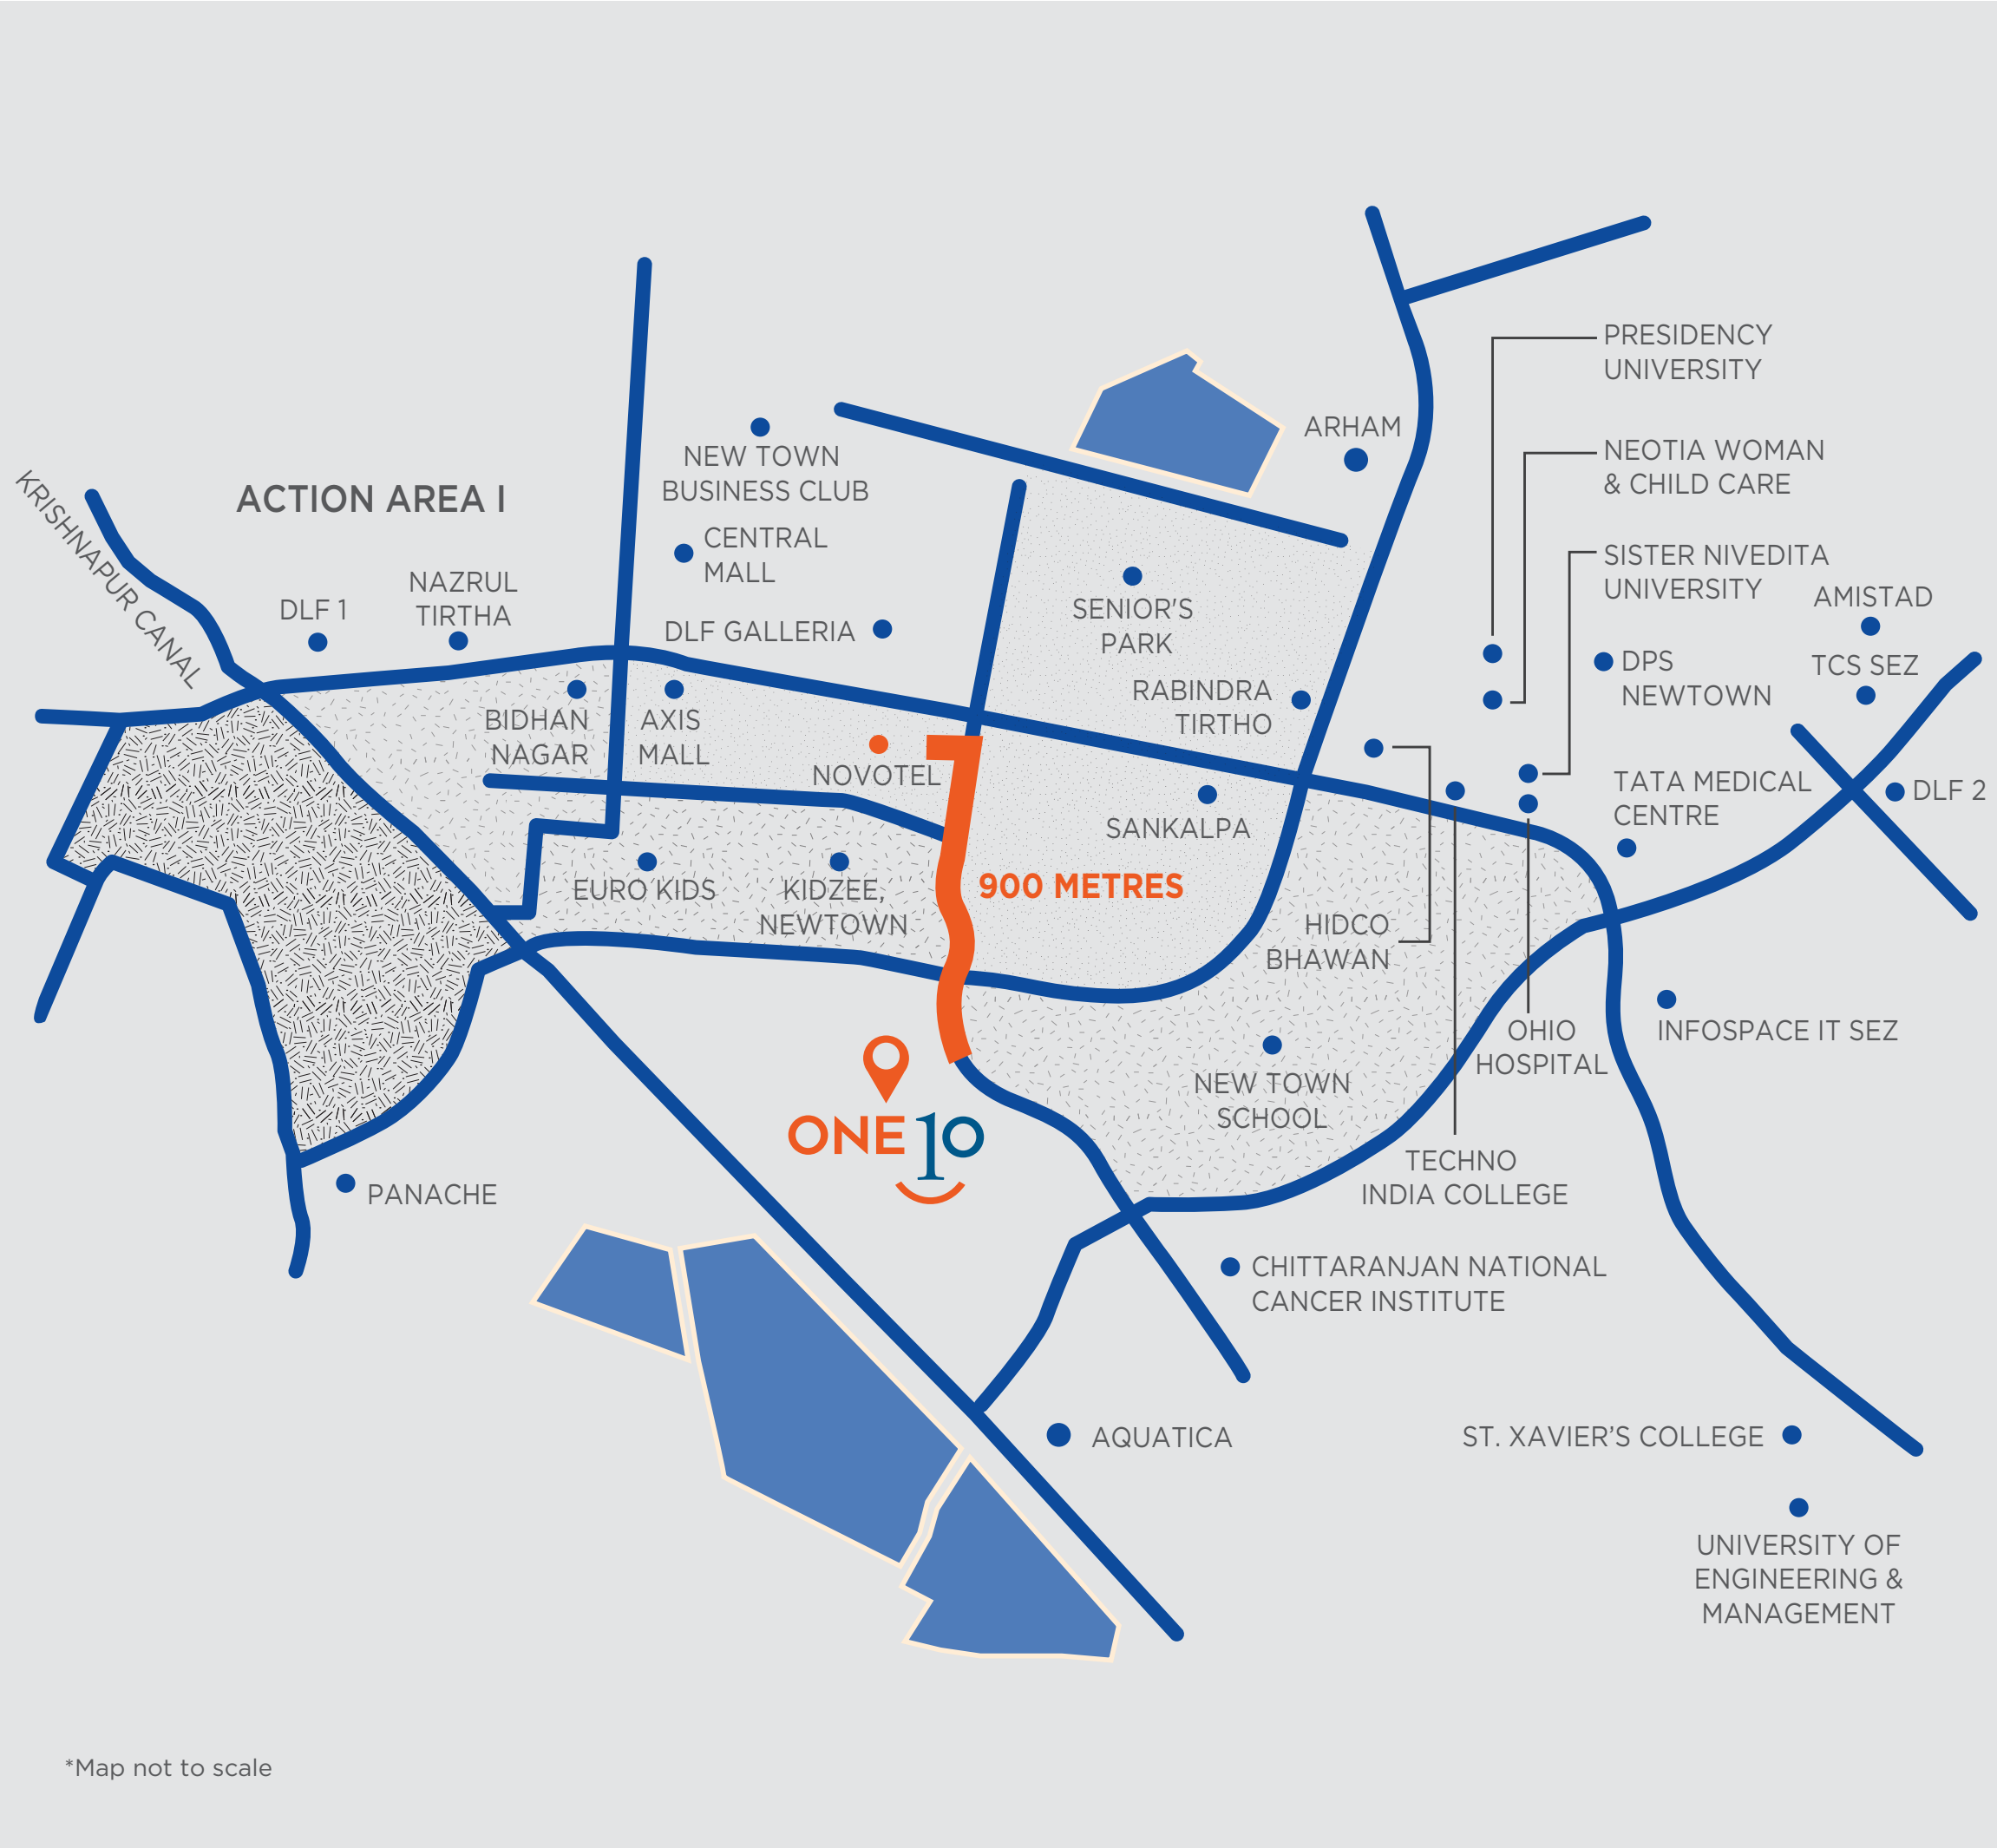 PRESIDENCY
UNIVERSITY
ARHAM
NEOTIA WOMAN
& CHILD CARE
NEW TOWN
BUSINESS CLUB
ACTION AREA I
KRISHNAPUR CANAL
CENTRAL
MALL
SISTER NIVEDITA
UNIVERSITY
NAZRUL
TIRTHA
DLF 1
AMISTAD
SENIOR'S
PARK
DLF GALLERIA
DPS
NEWTOWN
TCS SEZ
RABINDRA
TIRTHO
BIDHAN
NAGAR
AXIS
MALL
NOVOTEL
TATA MEDICAL
CENTRE
DLF 2
SANKALPA
EURO KIDS
KIDZEE,
NEWTOWN
900 METRES
HIDCO
BHAWAN
OHIO
HOSPITAL
INFOSPACE IT SEZ
NEW TOWN
SCHOOL
ONE10
TECHNO
INDIA COLLEGE
PANACHE
CHITTARANJAN NATIONAL
CANCER INSTITUTE
AQUATICA
ST. XAVIER’S COLLEGE
UNIVERSITY OF
ENGINEERING &
MANAGEMENT
*Map not to scale